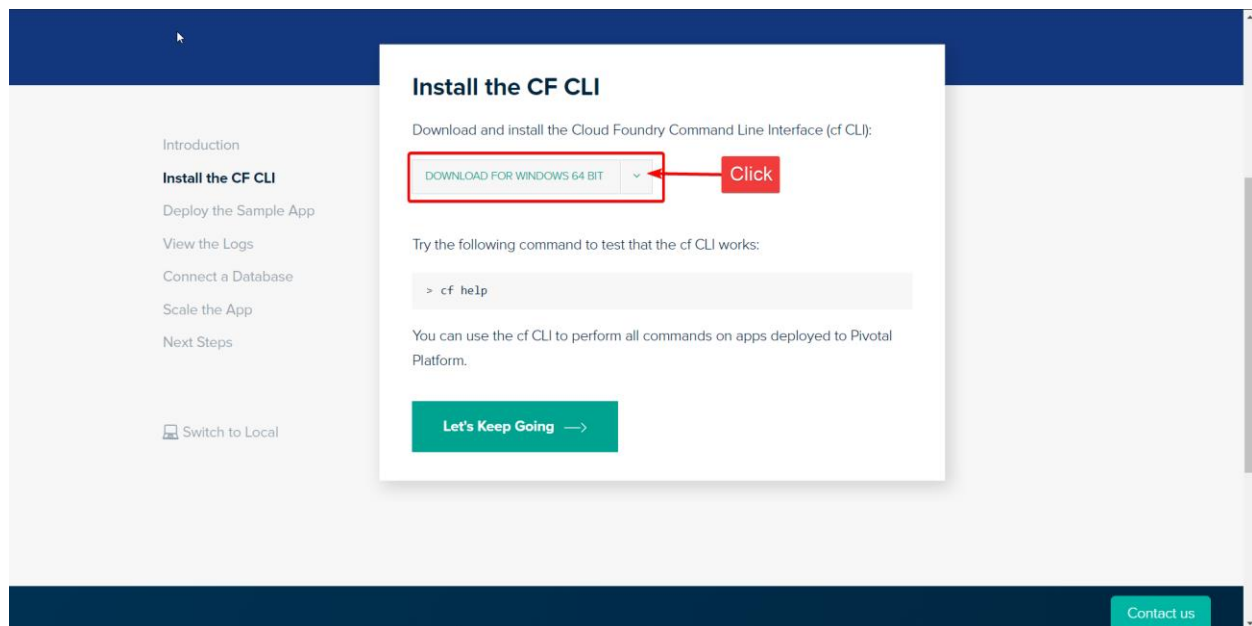 Install the CF CLI
Download and install the Cloud Foundry Command Line Interface (cf CLI):
DOWNLOAD FOR WINDOWS 64 BIT
Click
Try the following command to test that the cf CLI works:
> cf help
You can use the cf CLI to perform all commands on apps deployed to Pivotal
Platform.
Let's Keep Going
Introduction
Install the CF CLI
Deploy the Sample App
View the Logs
Connect a Database
Scale the App
Next Steps
Switch to Local
Contact us